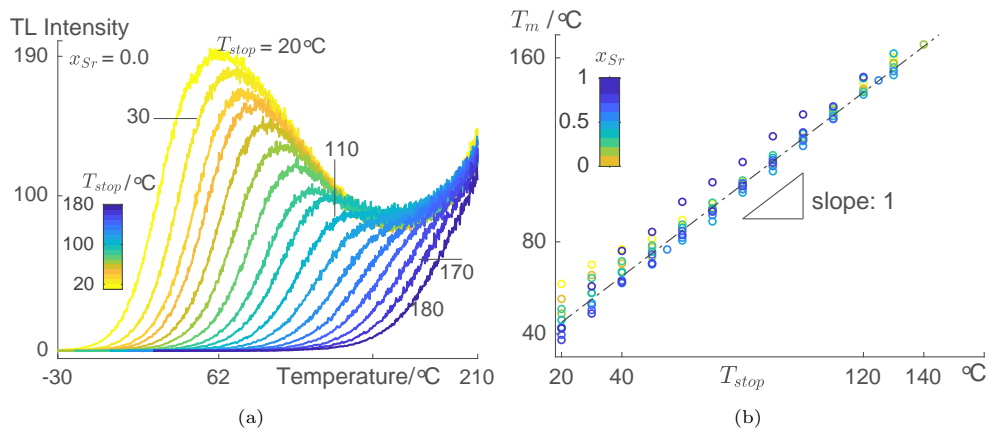 TL Intensity
190
x_Sr = 0.0
T_stop = 20°C
30
110
T_stop/°C
180
100
20
100
170
180
0
-30
62
Temperature/°C
210
(a)
T_m / °C
160
x_Sr
1
0.5
0
slope: 1
80
40
20
40
T_stop
120
140
°C
(b)